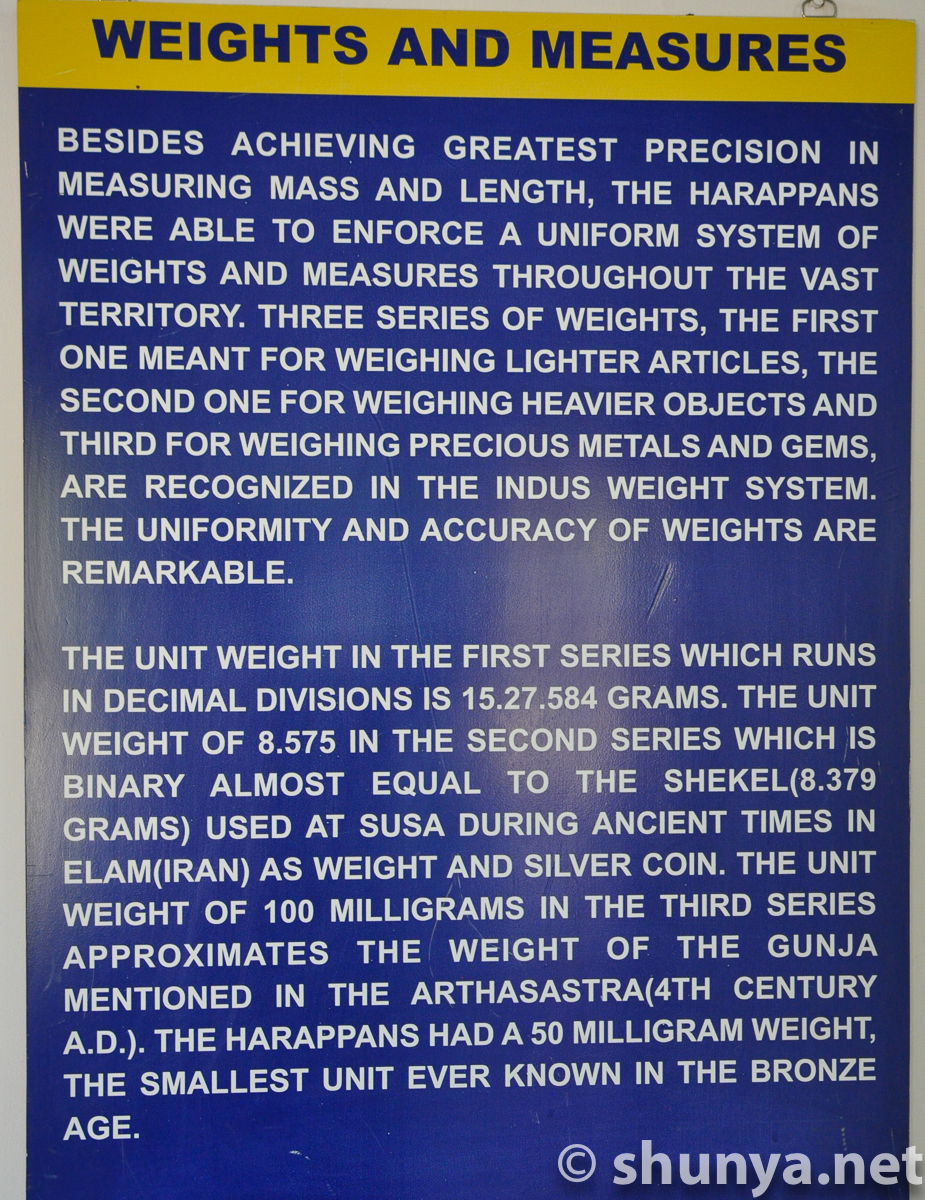 WEIGHTS AND MEASURES
BESIDES ACHIEVING GREATEST PRECISION IN
MEASURING MASS AND LENGTH, THE HARAPPANS
WERE ABLE TO ENFORCE A UNIFORM SYSTEM OF
WEIGHTS AND MEASURES THROUGHOUT THE VAST
TERRITORY. THREE SERIES OF WEIGHTS, THE FIRST
ONE MEANT FOR WEIGHING LIGHTER ARTICLES, THE
SECOND ONE FOR WEIGHING HEAVIER OBJECTS AND
THIRD FOR WEIGHING PRECIOUS METALS AND GEMS,
ARE RECOGNIZED IN THE INDUS WEIGHT SYSTEM.
THE UNIFORMITY AND ACCURACY OF WEIGHTS ARE
REMARKABLE.
THE UNIT WEIGHT IN THE FIRST SERIES WHICH RUNS
IN DECIMAL DIVISIONS IS 15.27.584 GRAMS. THE UNIT
WEIGHT OF 8.575 IN THE SECOND SERIES WHICH IS
BINARY ALMOST EQUAL TO THE SHEKEL(8.379
GRAMS) USED AT SUSA DURING ANCIENT TIMES IN
ELAM(IRAN) AS WEIGHT AND SILVER COIN. THE UNIT
WEIGHT OF 100 MILLIGRAMS IN THE THIRD SERIES
APPROXIMATES THE WEIGHT OF THE GUNJA
MENTIONED IN THE ARTHASASTRA(4TH CENTURY
A.D.). THE HARAPPANS HAD A 50 MILLIGRAM WEIGHT,
THE SMALLEST UNIT EVER KNOWN IN THE BRONZE
AGE.
© shunya.net